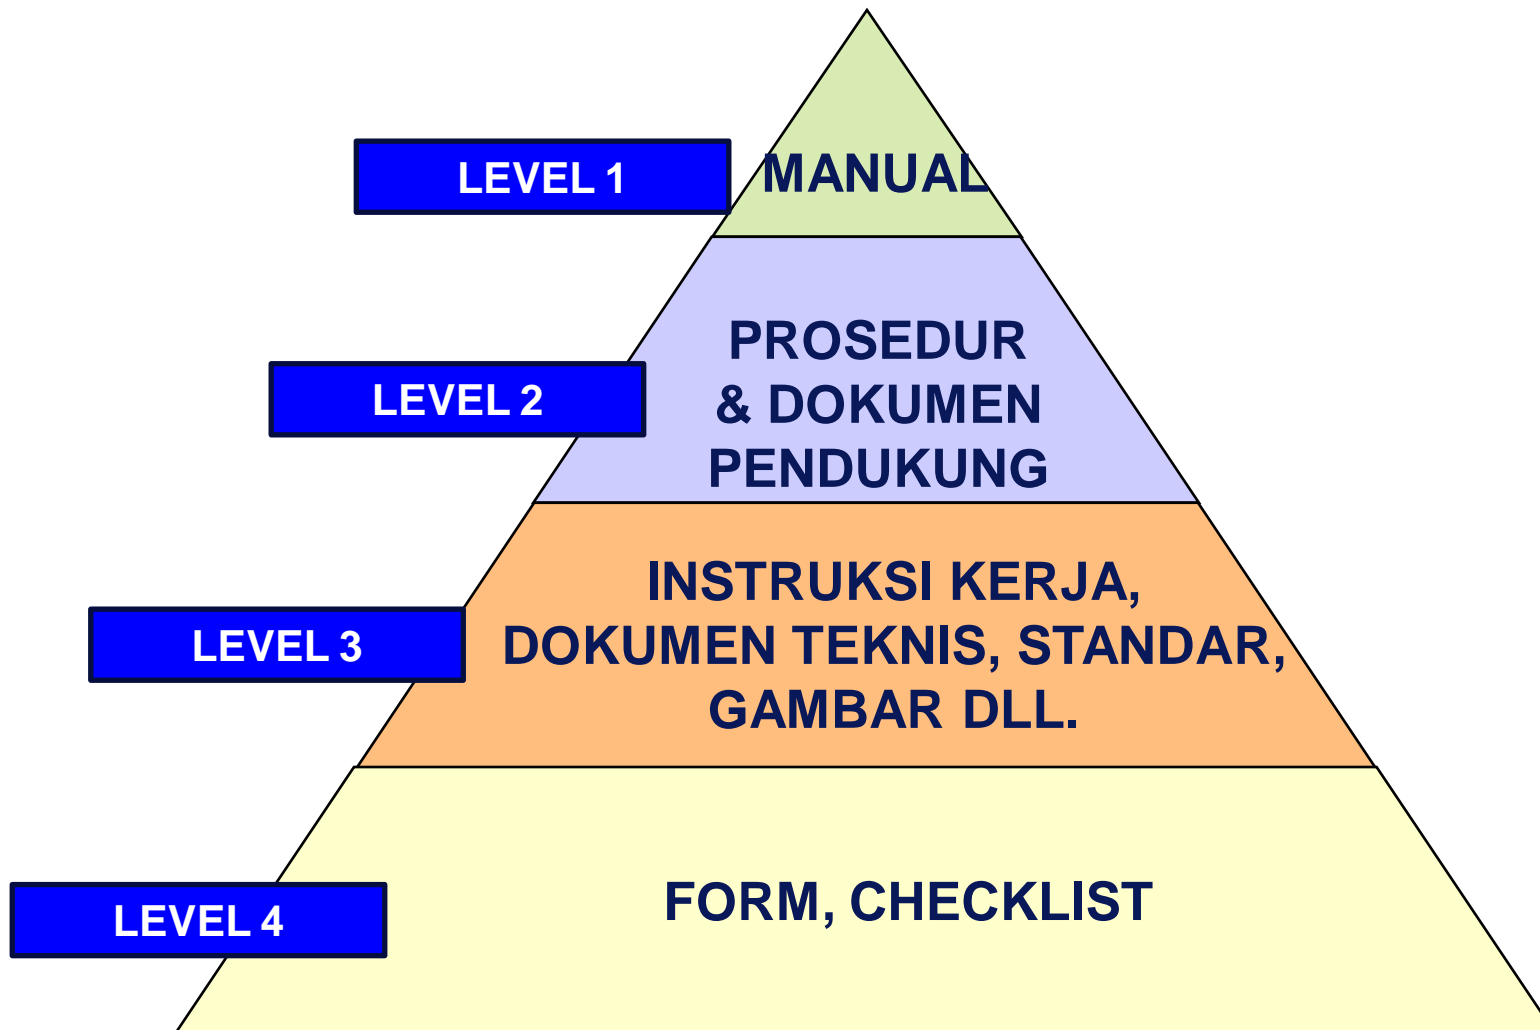 LEVEL 1
MANUAL
LEVEL 2
PROSEDUR
& DOKUMEN
PENDUKUNG
LEVEL 3
INSTRUKSI KERJA,
DOKUMEN TEKNIS, STANDAR,
GAMBAR DLL.
LEVEL 4
FORM, CHECKLIST